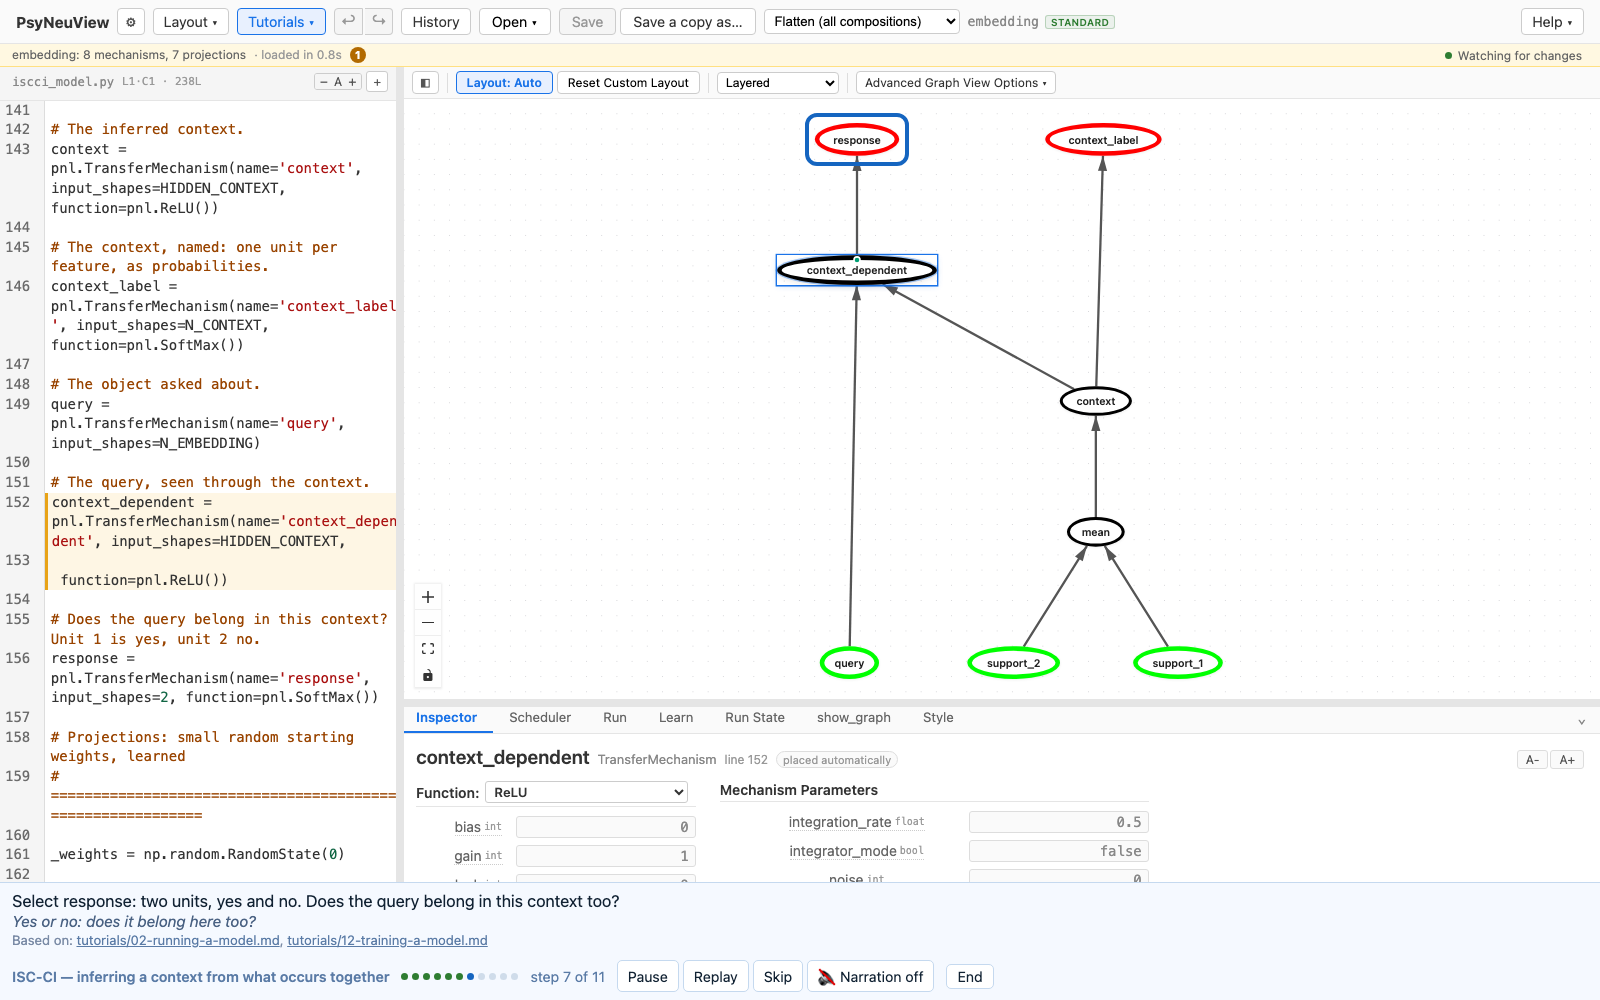 PsyNeuView ⚙ Layout ▾ Tutorials ▾ ↩ ↪ History Open ▾ Save Save a copy as... Flatten (all compositions) embedding STANDARD Help ▾
embedding: 8 mechanisms, 7 projections · loaded in 0.8s 1 Watching for changes
iscci_model.py L1:C1 · 238L − A + +
Layout: Auto Reset Custom Layout Layered Advanced Graph View Options ▾
141
142 # The inferred context.
143 context =
pnl.TransferMechanism(name='context',
input_shapes=HIDDEN_CONTEXT,
function=pnl.ReLU())
144
145 # The context, named: one unit per
feature, as probabilities.
146 context_label =
pnl.TransferMechanism(name='context_label
', input_shapes=N_CONTEXT,
function=pnl.SoftMax())
147
148 # The object asked about.
149 query =
pnl.TransferMechanism(name='query',
input_shapes=N_EMBEDDING)
150
151 # The query, seen through the context.
152 context_dependent =
pnl.TransferMechanism(name='context_depen
dent', input_shapes=HIDDEN_CONTEXT,
153
function=pnl.ReLU())
154
155 # Does the query belong in this context?
Unit 1 is yes, unit 2 no.
156 response =
pnl.TransferMechanism(name='response',
input_shapes=2, function=pnl.SoftMax())
157
158 # Projections: small random starting
weights, learned
159 #
=========================================
==================
160
161 _weights = np.random.RandomState(0)
162
response context_label
context_dependent
context
mean
query support_2 support_1
Inspector Scheduler Run Learn Run State show_graph Style
context_dependent TransferMechanism line 152 placed automatically A- A+
Function: ReLU
bias int 0
gain int 1
Mechanism Parameters
integration_rate float 0.5
integrator_mode bool false
noise int 0
Select response: two units, yes and no. Does the query belong in this context too?
Yes or no: does it belong here too?
Based on: tutorials/02-running-a-model.md, tutorials/12-training-a-model.md
ISC-CI — inferring a context from what occurs together step 7 of 11 Pause Replay Skip Narration off End